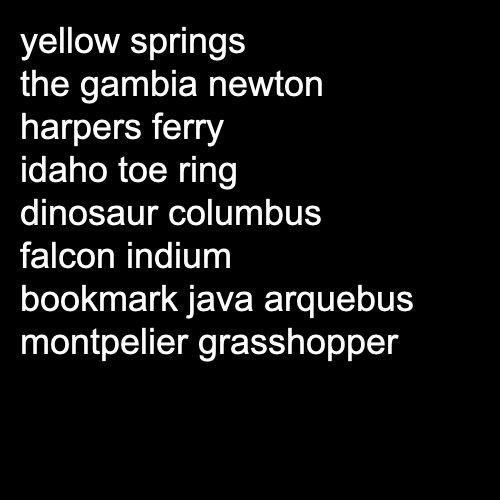 yellow springs
the gambia newton
harpers ferry
idaho toe ring
dinosaur columbus
falcon indium
bookmark java arquebus
montpelier grasshopper